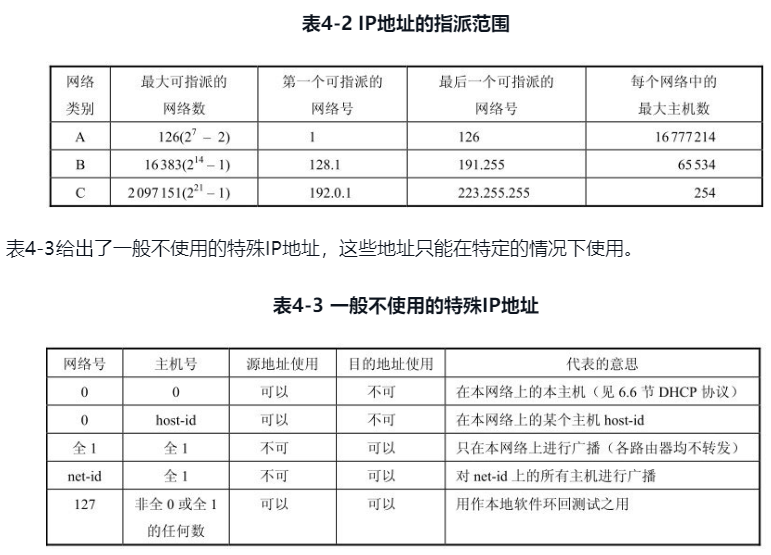 表4-2 IP地址的指派范围
网络 最大可指派的 第一个可指派的 最后一个可指派的 每个网络中的
类别 网络数 网络号 网络号 最大主机数
A 126(2⁷ – 2) 1 126 16777214
B 16383(2¹⁴ – 1) 128.1 191.255 65534
C 2097151(2²¹ – 1) 192.0.1 223.255.255 254
表4-3给出了一般不使用的特殊IP地址，这些地址只能在特定的情况下使用。
表4-3 一般不使用的特殊IP地址
网络号 主机号 源地址使用 目的地址使用 代表的意思
0 0 可以 不可 在本网络上的本主机（见 6.6 节 DHCP 协议）
0 host-id 可以 不可 在本网络上的某个主机 host-id
全 1 全 1 不可 可以 只在本网络上进行广播（各路由器均不转发）
net-id 全 1 不可 可以 对 net-id 上的所有主机进行广播
127 非全 0 或全 1 可以 可以 用作本地软件环回测试之用
的任何数